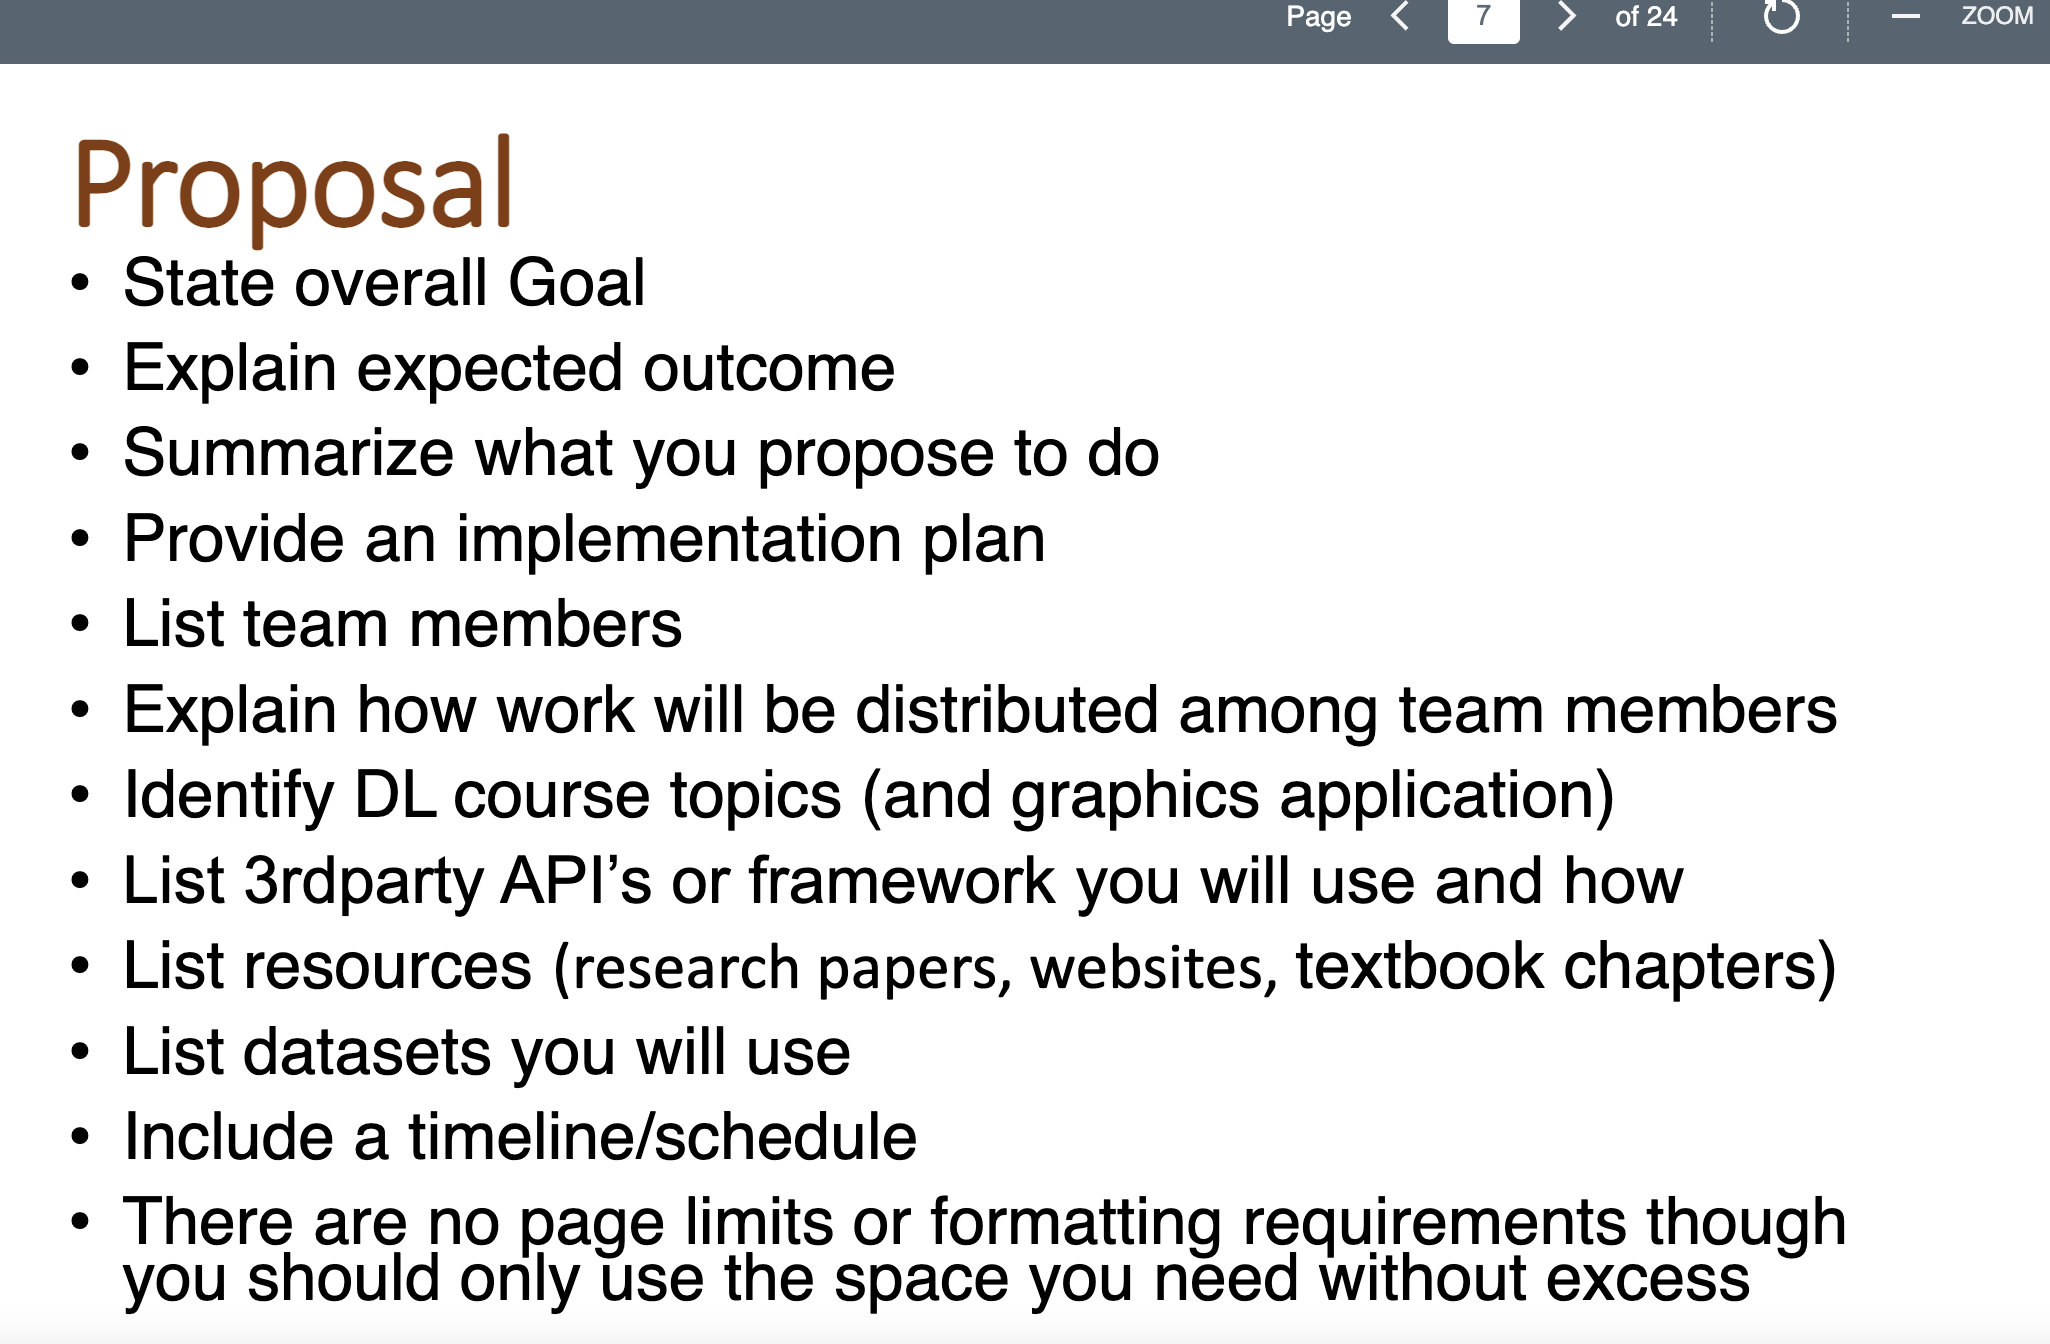 Page 7 of 24 ZOOM
Proposal
• State overall Goal
• Explain expected outcome
• Summarize what you propose to do
• Provide an implementation plan
• List team members
• Explain how work will be distributed among team members
• Identify DL course topics (and graphics application)
• List 3rdparty API’s or framework you will use and how
• List resources (research papers, websites, textbook chapters)
• List datasets you will use
• Include a timeline/schedule
• There are no page limits or formatting requirements though
you should only use the space you need without excess